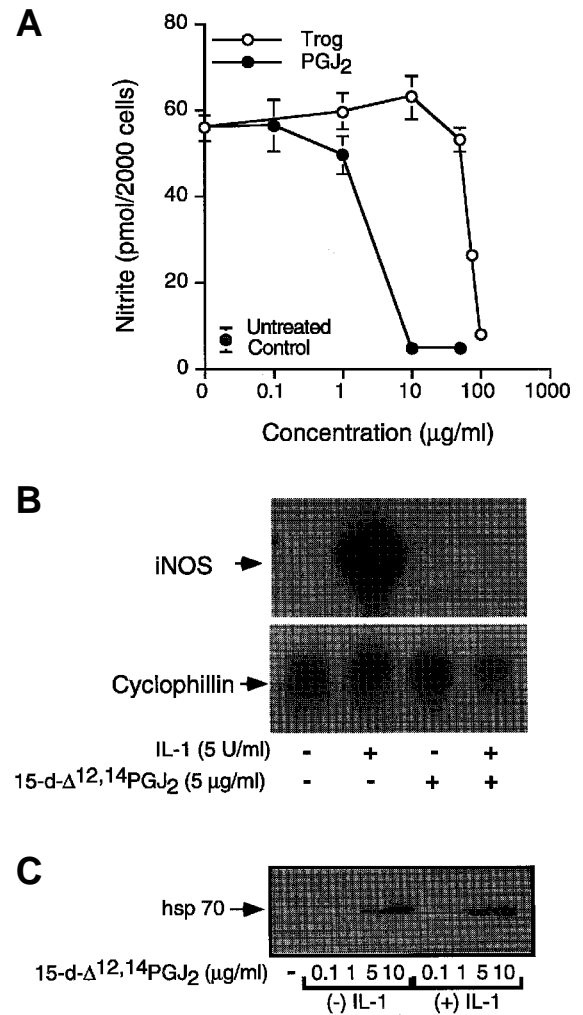 A
80
Trog
PGJ2
60
40
20
0
Nitrite (pmol/2000 cells)
Untreated
Control
0 0.1 1 10 100 1000
Concentration (μg/ml)
B
iNOS
Cyclophillin
IL-1 (5 U/ml) - + - +
15-d-Δ12,14PGJ2 (5 μg/ml) - - + +
C
hsp 70
15-d-Δ12,14PGJ2 (μg/ml) - 0.1 1 5 10 0.1 1 5 10
(-) IL-1 (+) IL-1